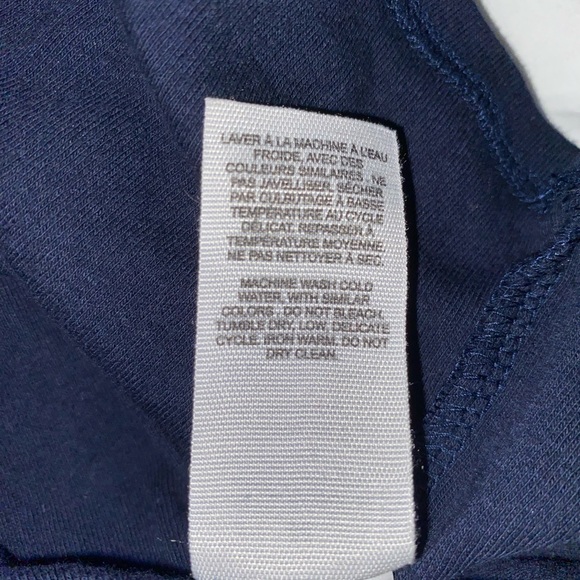 LAVER À LA MACHINE À L'EAU
FROIDE, AVEC DES
COULEURS SIMILAIRES . NE
PAS JAVELLISER. SÉCHER
PAR CULBUTAGE À BASSE
TEMPÉRATURE AU CYCLE
DÉLICAT. REPASSER À
TEMPÉRATURE MOYENNE
NE PAS NETTOYER À SEC.
MACHINE WASH COLD
WATER, WITH SIMILAR
COLORS . DO NOT BLEACH,
TUMBLE DRY, LOW, DELICATE
CYCLE, IRON WARM. DO NOT
DRY CLEAN.